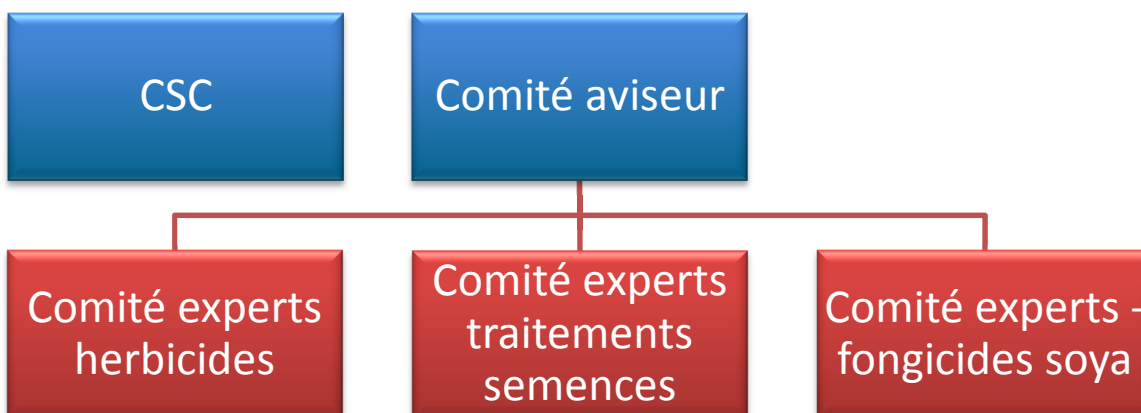 CSC
Comité aviseur
Comité experts
herbicides
Comité experts
traitements
semences
Comité experts -
fongicides soya